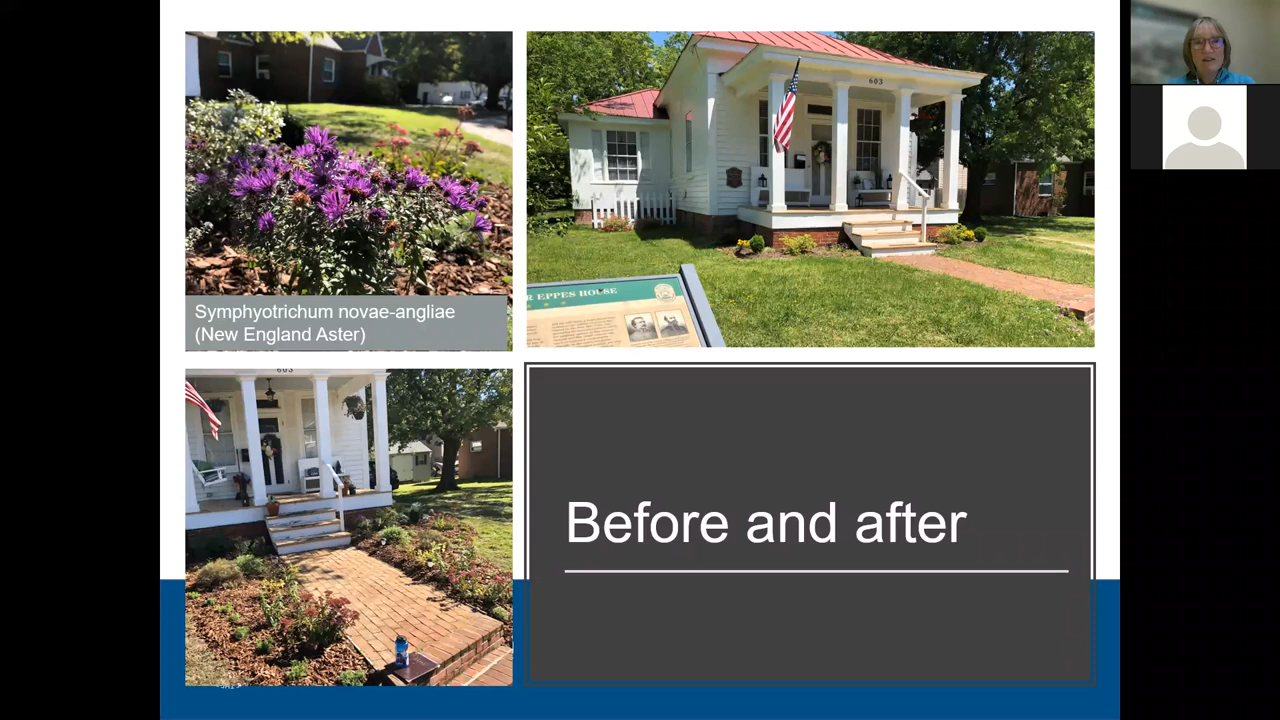 Symphyotrichum novae-angliae
(New England Aster)
603
R EPPES HOUSE
603
Before and after